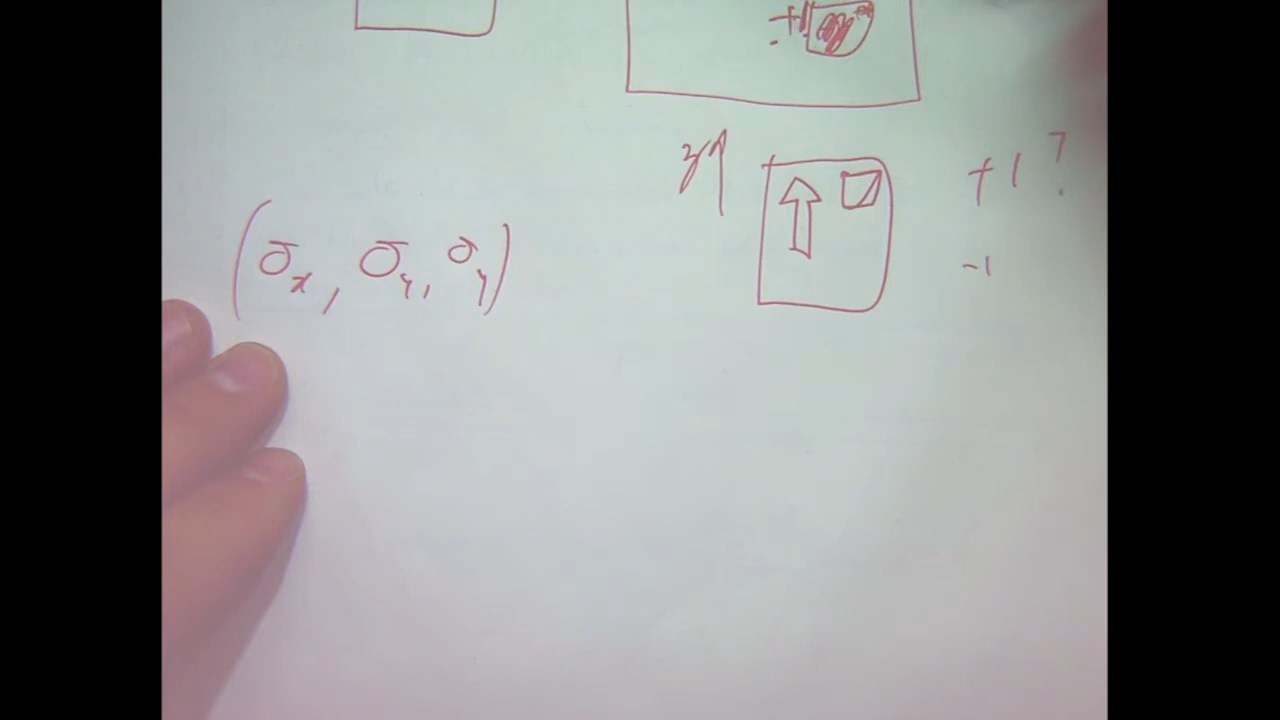 +1
-
z↑
+1 ?
-1
(σx, σy, σy)